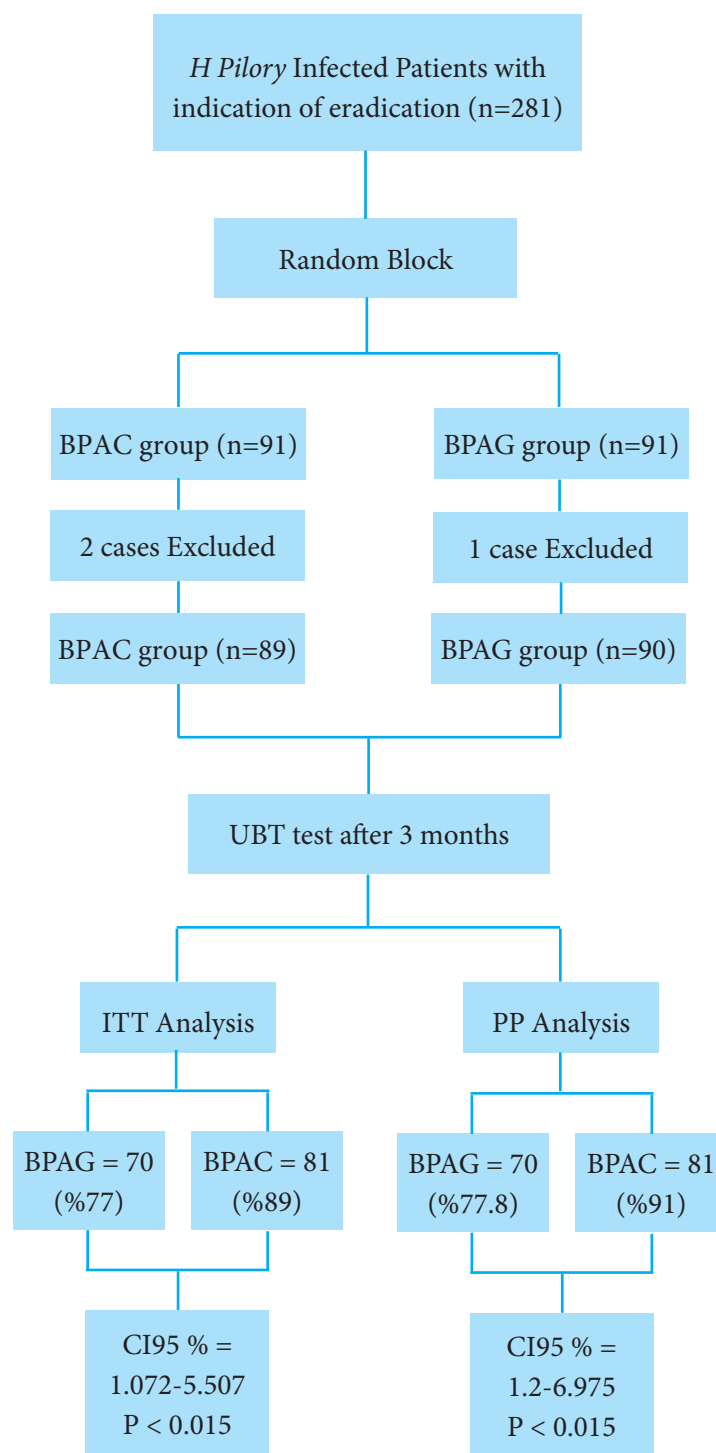 H Pilory Infected Patients with
indication of eradication (n=281)
Random Block
BPAC group (n=91)
BPAG group (n=91)
2 cases Excluded
1 case Excluded
BPAC group (n=89)
BPAG group (n=90)
UBT test after 3 months
ITT Analysis
PP Analysis
BPAG = 70
(%77)
BPAC = 81
(%89)
BPAG = 70
(%77.8)
BPAC = 81
(%91)
CI95 % =
1.072-5.507
P < 0.015
CI95 % =
1.2-6.975
P < 0.015